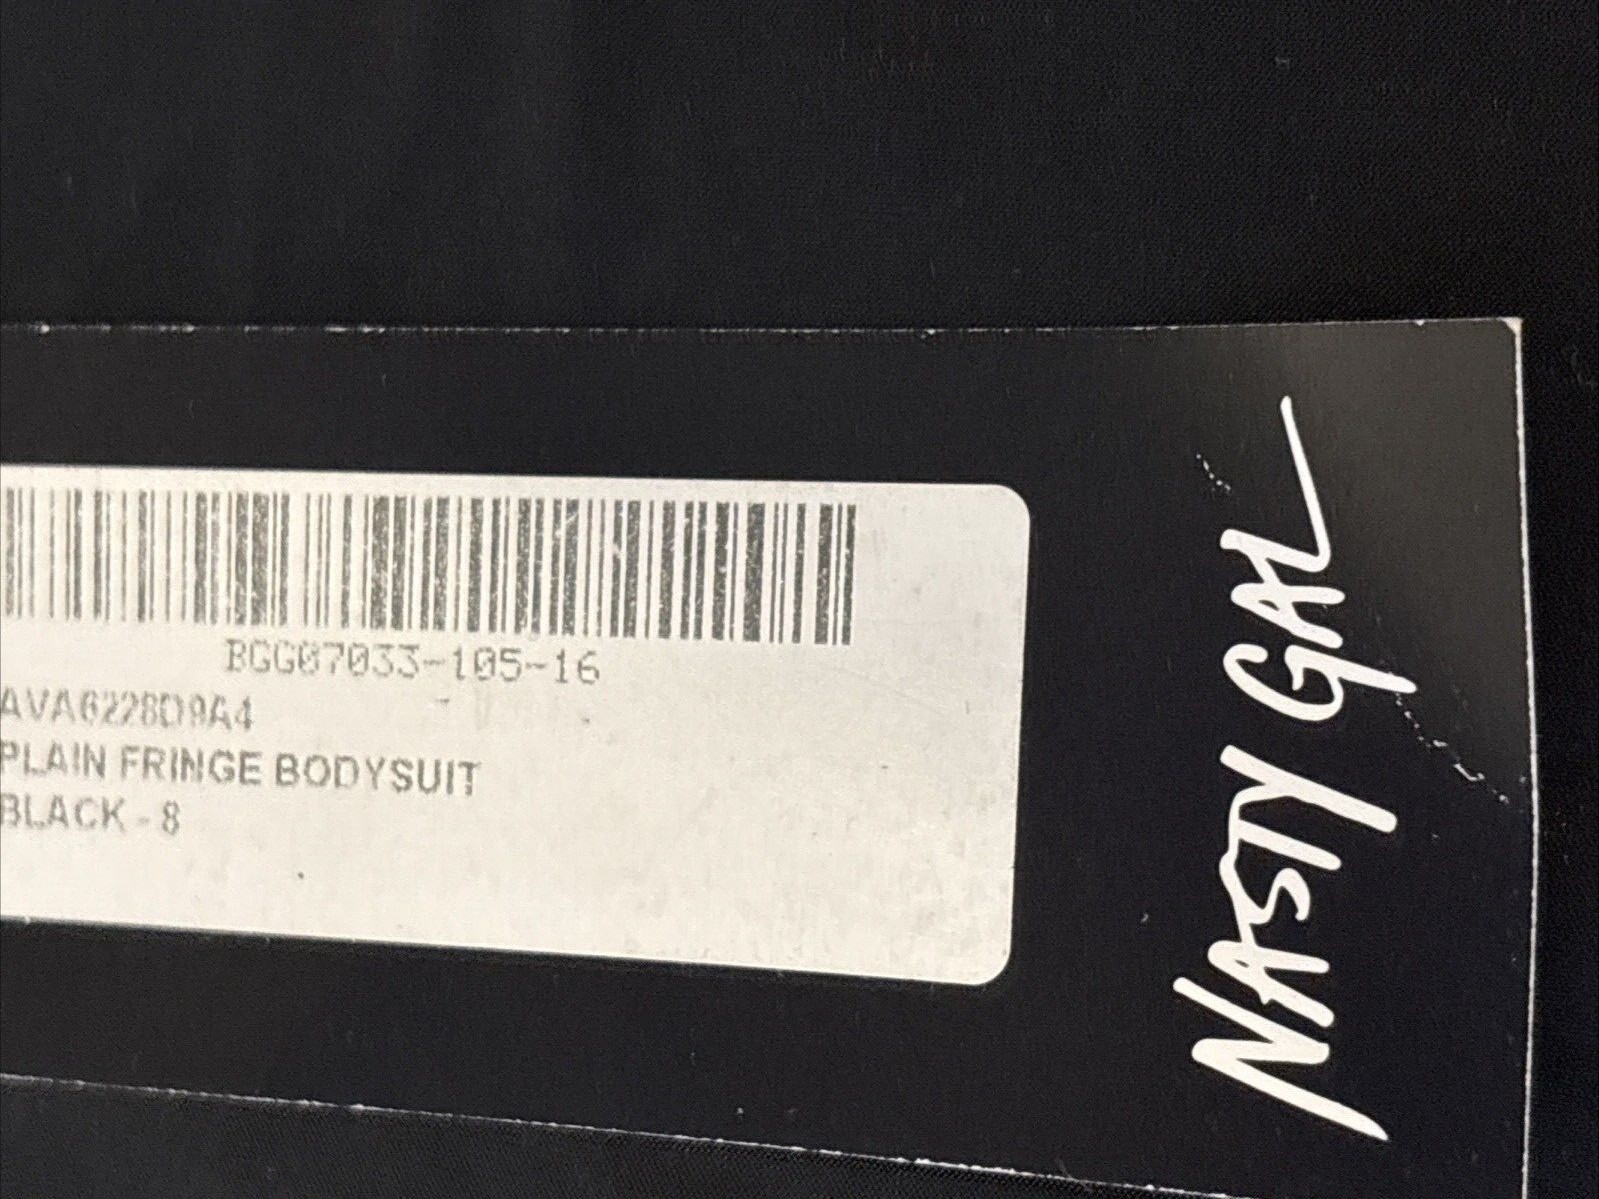 BGG07033-105-16
AVA6228D9A4
PLAIN FRINGE BODYSUIT
BLACK - 8
NASTY GAL